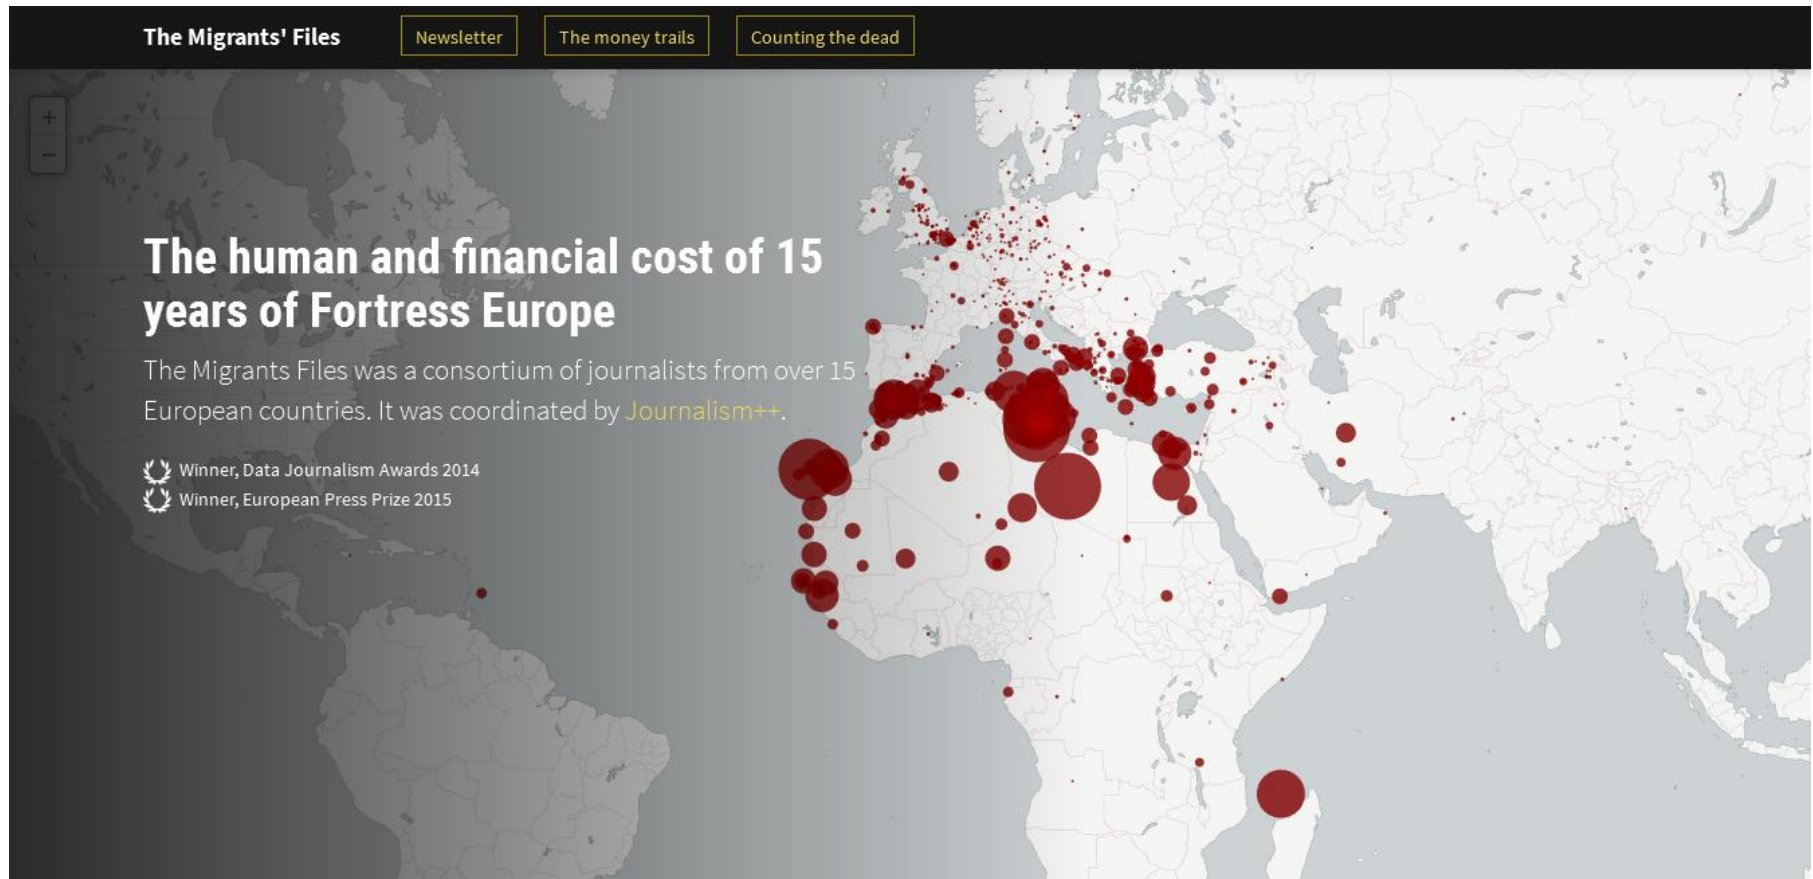 The Migrants' Files
Newsletter
The money trails
Counting the dead
+
−
The human and financial cost of 15
years of Fortress Europe
The Migrants Files was a consortium of journalists from over 15
European countries. It was coordinated by Journalism++.
Winner, Data Journalism Awards 2014
Winner, European Press Prize 2015